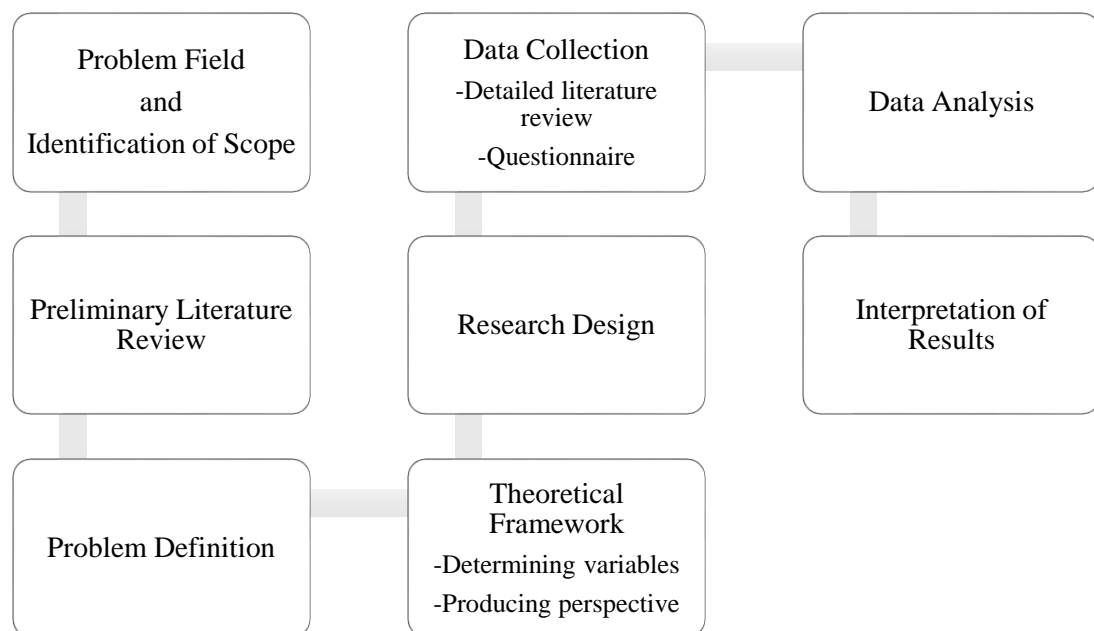 Problem Field
and
Identification of Scope
Preliminary Literature
Review
Problem Definition
Theoretical
Framework
-Determining variables
-Producing perspective
Research Design
Data Collection
-Detailed literature
review
-Questionnaire
Data Analysis
Interpretation of
Results